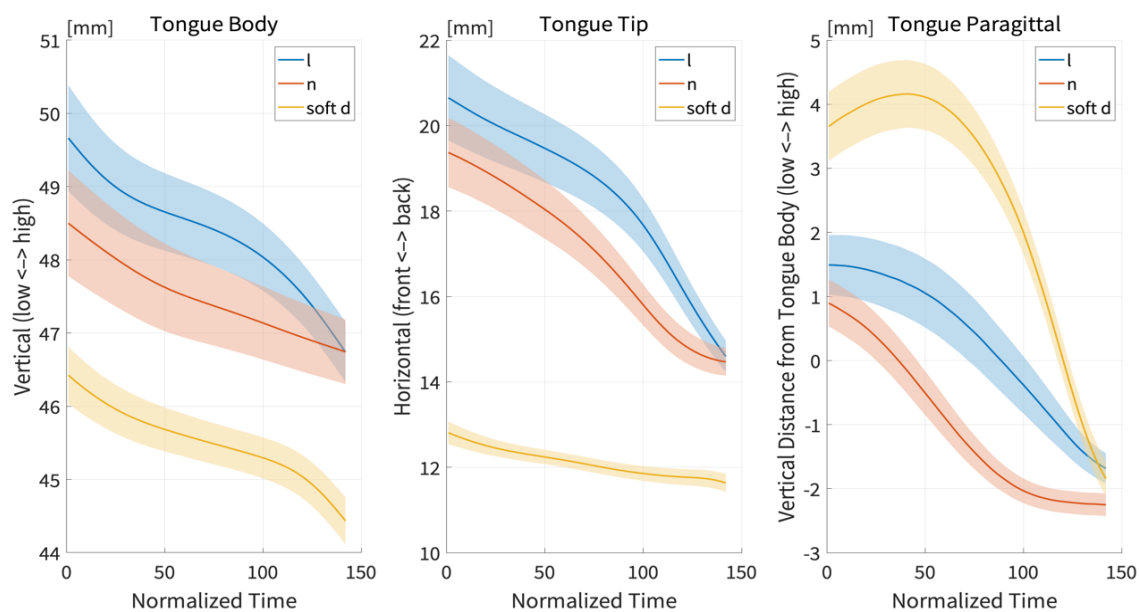 [mm] Tongue Body
51
50
49
48
47
46
45
44
Vertical (low <–> high)
l
n
soft d
0 50 100 150
Normalized Time
[mm] Tongue Tip
22
20
18
16
14
12
10
Horizontal (front <–> back)
l
n
soft d
0 50 100 150
Normalized Time
[mm] Tongue Paragittal
5
4
3
2
1
0
-1
-2
-3
Vertical Distance from Tongue Body (low <–> high)
l
n
soft d
0 50 100 150
Normalized Time